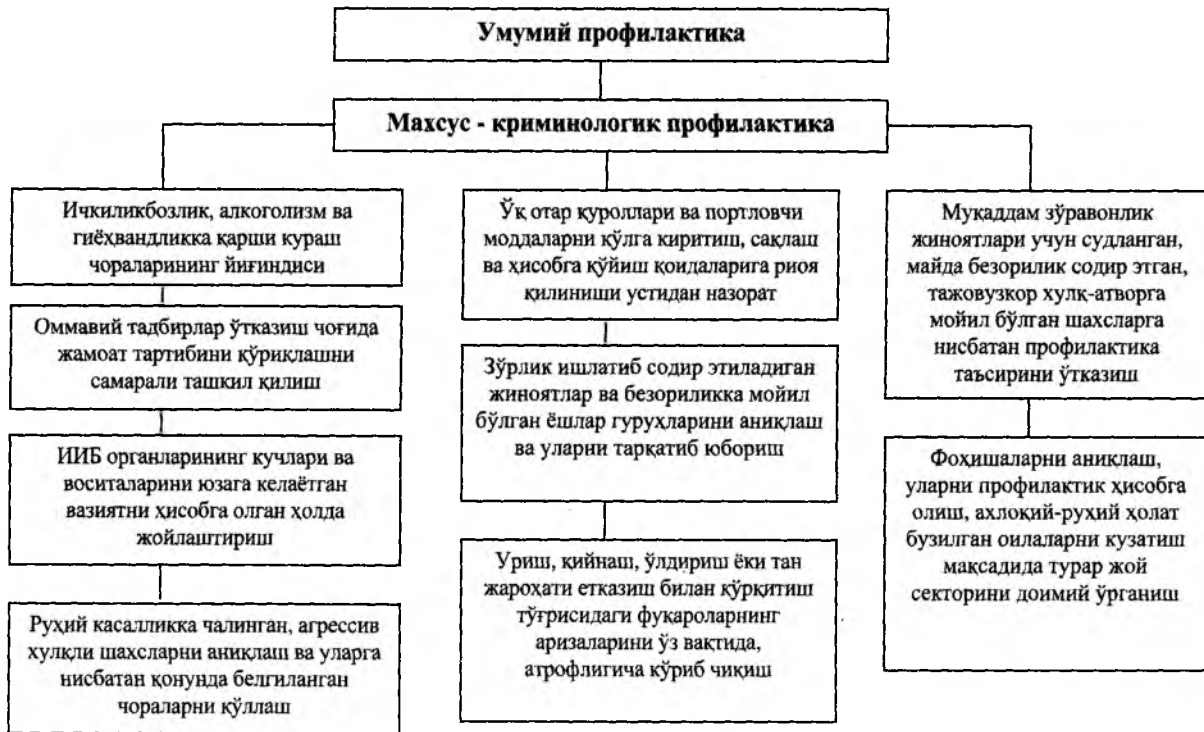 Умумий профилактика
Махсус - криминологик профилактика
Ичкиликбозлик, алкоголизм ва
гиёҳвандликка қарши кураш
чораларининг йиғиндиси
Оммавий тадбирлар ўтказиш чоғида
жамоат тартибини қўриқлашни
самарали ташкил қилиш
ИИБ органларининг кучлари ва
воситаларини юзага келаётган
вазиятни ҳисобга олган ҳолда
жойлаштириш
Руҳий касалликка чалинган, агрессив
хулқли шахсларни аниқлаш ва уларга
нисбатан қонунда белгиланган
чораларни қўллаш
Ўқ отар қуроллари ва портловчи
моддаларни қўлга киритиш, сақлаш
ва ҳисобга қўйиш қоидаларига риоя
қилиниши устидан назорат
Зўрлик ишлатиб содир этиладиган
жиноятлар ва безориликка мойил
бўлган ёшлар гуруҳларини аниқлаш
ва уларни тарқатиб юбориш
Уриш, қийнаш, ўлдириш ёки тан
жароҳати етказиш билан қўрқитиш
тўғрисидаги фуқароларнинг
аризаларини ўз вақтида,
атрофлигича кўриб чиқиш
Муқаддам зўравонлик
жиноятлари учун судланган,
майда безорилик содир этган,
тажовузкор хулқ-атворга
мойил бўлган шахсларга
нисбатан профилактика
таъсирини ўтказиш
Фоҳишаларни аниқлаш,
уларни профилактик ҳисобга
олиш, ахлоқий-руҳий ҳолат
бузилган оилаларни кузатиш
мақсадида турар жой
секторини доимий ўрганиш